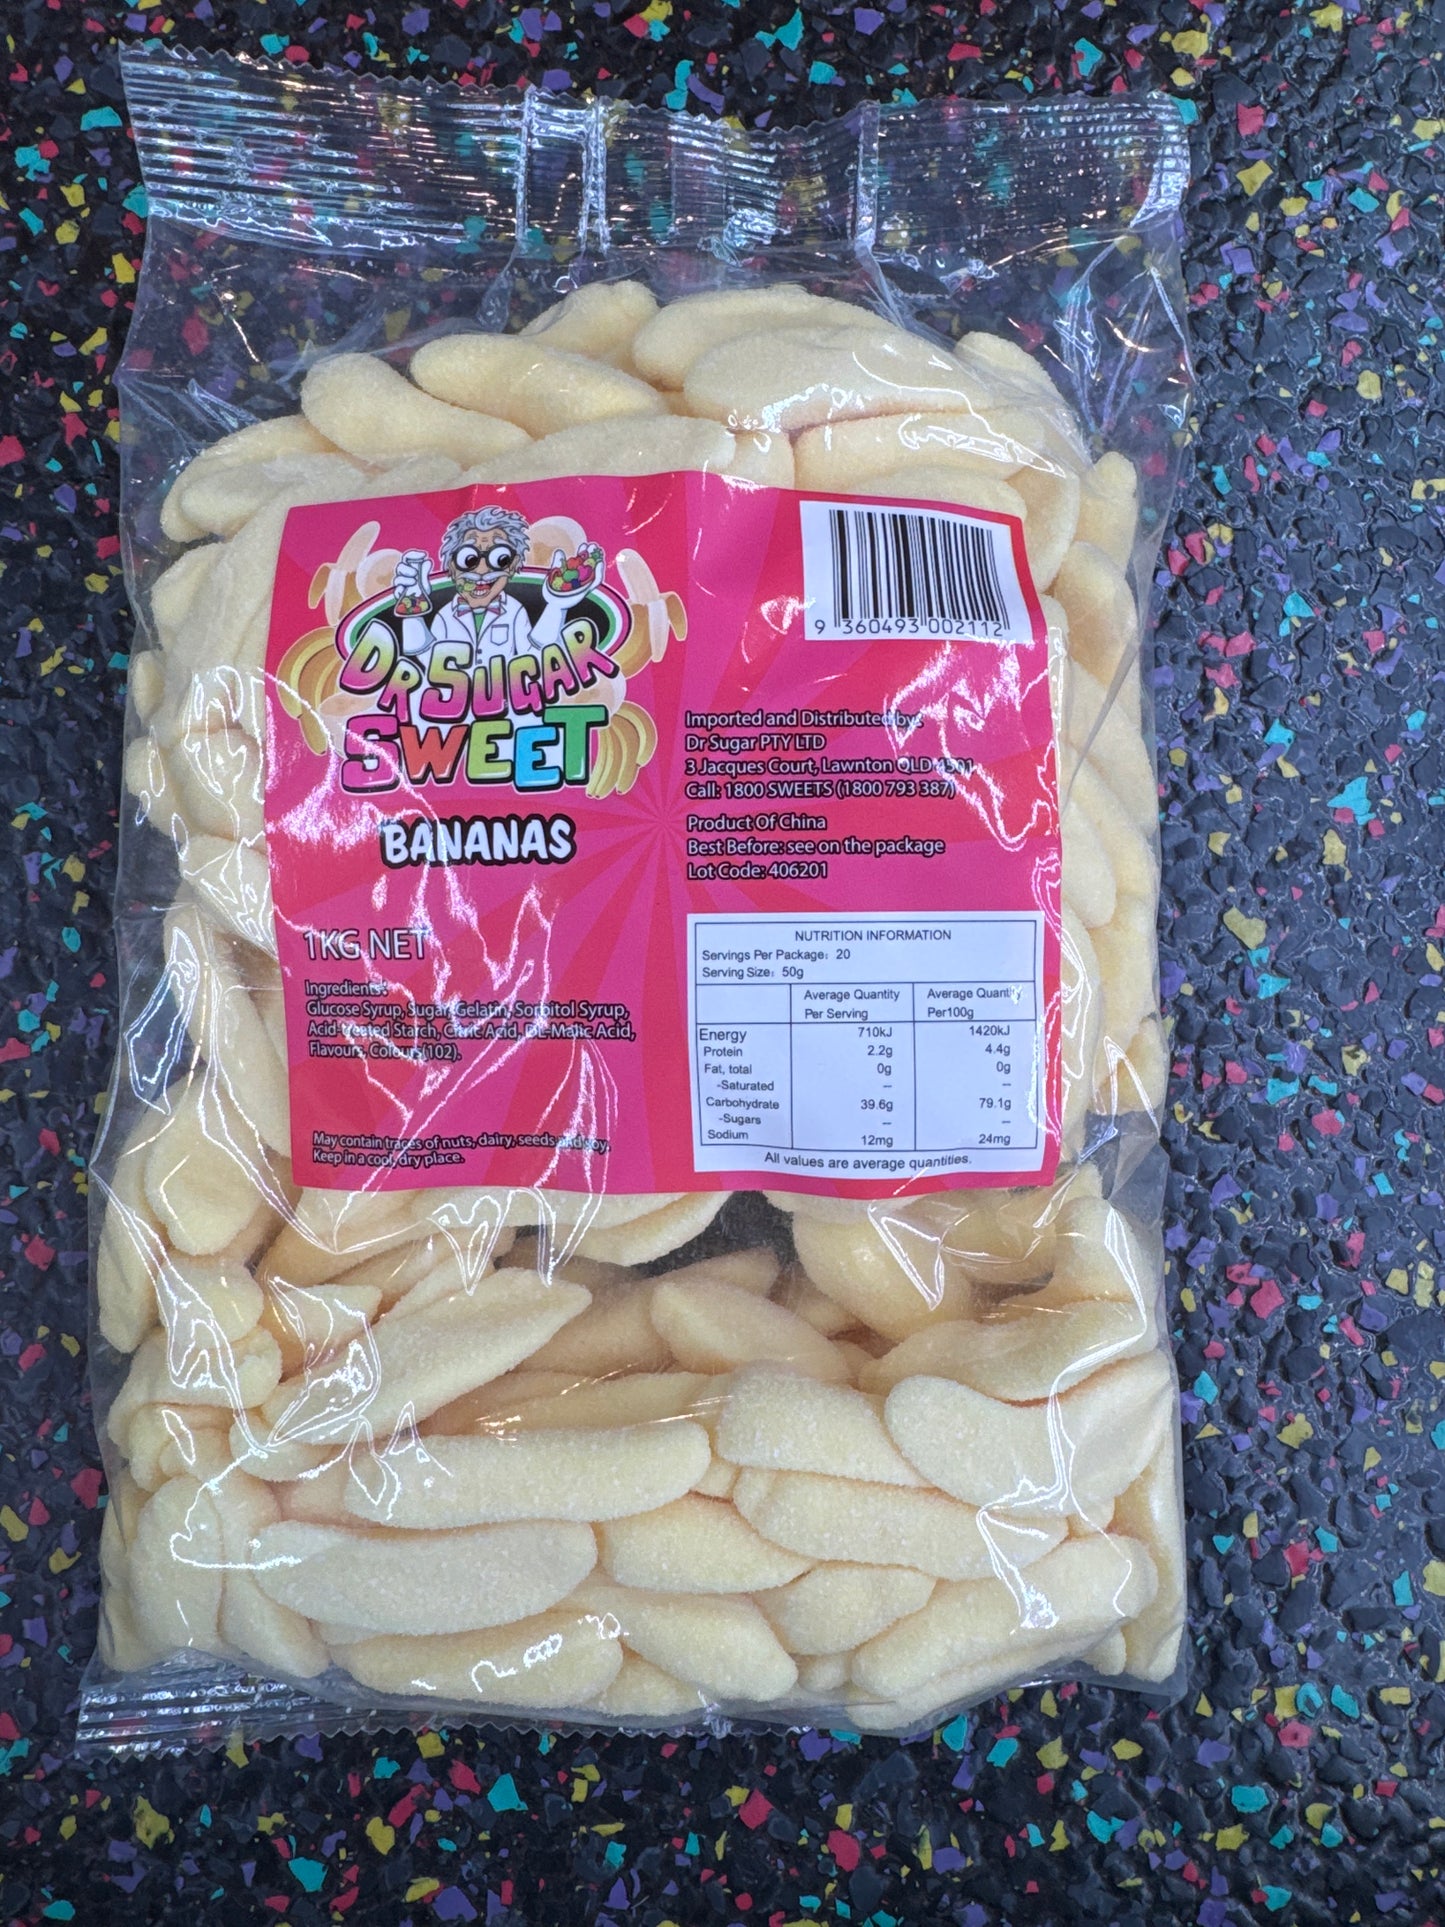 DR SUGAR
SWEET
BANANAS
1KG NET
Ingredients:
Glucose Syrup, Sugar, Gelatin, Sorbitol Syrup,
Acid-treated Starch, Citric Acid, DL-Malic Acid,
Flavours, Colours(102).
May contain traces of nuts, dairy, seeds and soy,
Keep in a cool, dry place.
9 360493 002112
Imported and Distributed by:
Dr Sugar PTY LTD
3 Jacques Court, Lawnton QLD 4501
Call: 1800 SWEETS (1800 793 387)
Product Of China
Best Before: see on the package
Lot Code: 406201
NUTRITION INFORMATION
Servings Per Package: 20
Serving Size: 50g
Average Quantity Average Quantity
Per Serving Per100g
Energy 710kJ 1420kJ
Protein 2.2g 4.4g
Fat, total 0g 0g
-Saturated -- --
Carbohydrate 39.6g 79.1g
-Sugars -- --
Sodium 12mg 24mg
All values are average quantities.